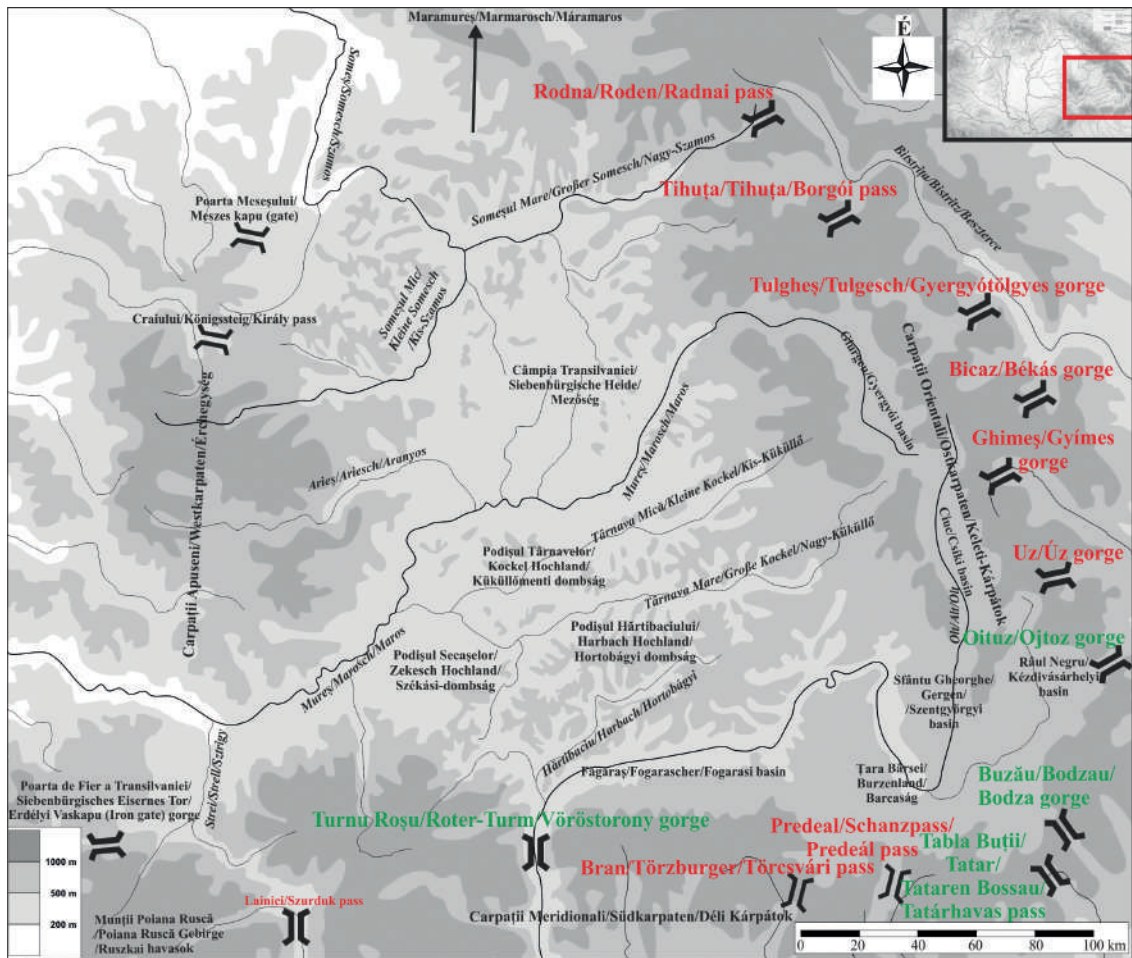 Maramureș/Marmarosch/Máramaros
É
Someș/Somesch/Szamos
Rodna/Roden/Radnai pass
Poarta Meseșului/
Meszes kapu (gate)
Someșul Mare/Großer Somesch/Nagy-Szamos
Tihuța/Tihuța/Borgói pass
Bistrița/Bistritz/Beszterce
Someșul Mic/
Kleine Somesch
/Kis-Szamos
Tulgheș/Tulgesch/Gyergyótölgyes gorge
Craiului/Königssteig/Király pass
Câmpia Transilvaniei/
Siebenbürgische Heide/
Mezőség
Giurgeu/Gyergyói basin
Carpații Orientali/Ostkarpaten/Keleti-Kárpátok
Bicaz/Békás gorge
Ghimeș/Gyímes
gorge
Carpații Apuseni/Westkarpaten/Érchegység
Arieș/Ariesch/Aranyos
Mureș/Marosch/Maros
Târnava Mică/Kleine Kockel/Kis-Küküllő
Ciuc/Csíki basin
Podișul Târnavelor/
Kockel Hochland/
Küküllőmenti dombság
Târnava Mare/Große Kockel/Nagy-Küküllő
Uz/Úz gorge
Olt/Alt/Olt
Podișul Hârtibaciului/
Harbach Hochland/
Hortobágyi dombság
Oituz/Ojtoz gorge
Râul Negru/
Kézdivásárhelyi
basin
Podișul Secașelor/
Zekesch Hochland/
Székási-dombság
Mureș/Marosch/Maros
Sfântu Gheorghe/
Gergen/
/Szentgyörgyi
basin
Hârtibaciu/Harbach/Hortobágyi
Strei/Strell/Sztrigy
Făgăraș/Fogarascher/Fogarasi basin
Țara Bârsei/
Burzenland/
Barcaság
Buzău/Bodzau/
Bodza gorge
Poarta de Fier a Transilvaniei/
Siebenbürgisches Eisernes Tor/
Erdélyi Vaskapu (Iron gate) gorge
Turnu Roșu/Roter-Turm/Vöröstorony gorge
Predeal/Schanzpass/
Predeál pass
Bran/Törzburger/Törcsvári pass
Tabla Buții/
Tatar/
Tataren Bossau/
Tatárhavas pass
1000 m
500 m
200 m
Lainici/Szurduk pass
Munții Poiana Ruscă
/Poiana Ruscă Gebirge
/Ruszkai havasok
Carpații Meridionali/Südkarpaten/Déli Kárpátok
0 20 40 60 80 100 km